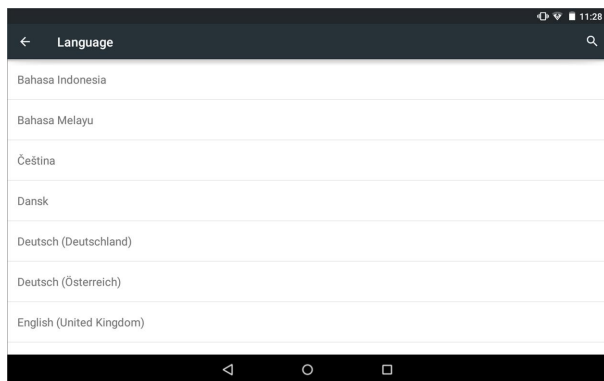 11:28
Language
Bahasa Indonesia
Bahasa Melayu
Čeština
Dansk
Deutsch (Deutschland)
Deutsch (Österreich)
English (United Kingdom)